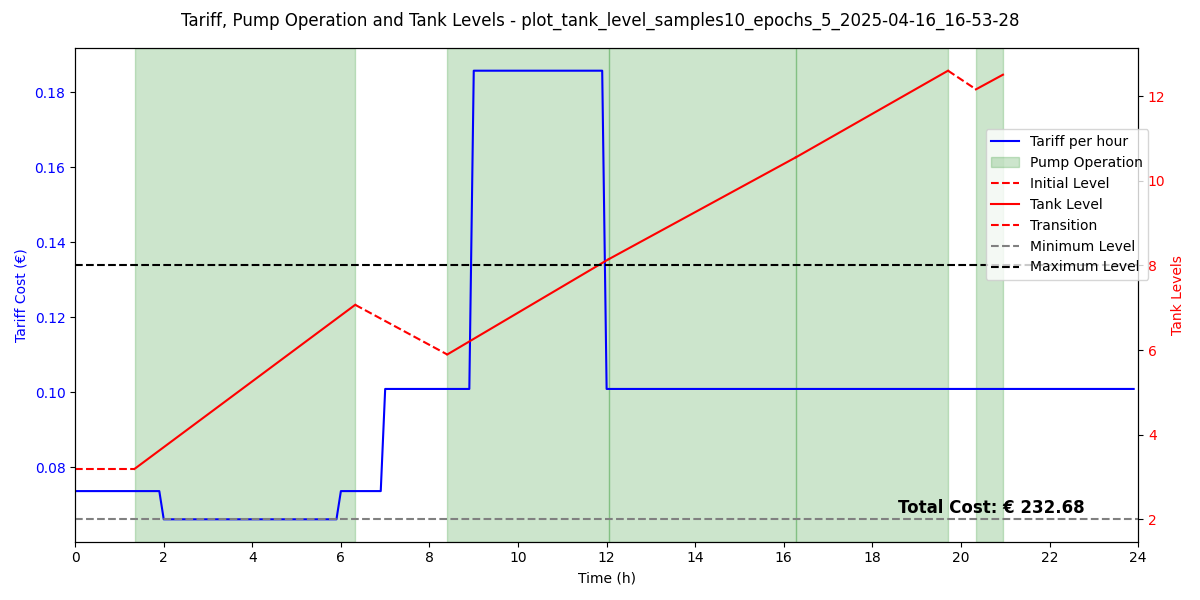 Tariff, Pump Operation and Tank Levels - plot_tank_level_samples10_epochs_5_2025-04-16_16-53-28
0.18
0.16
0.14
0.12
0.10
0.08
Tariff Cost (€)
12
10
8
6
4
2
Tank Levels
Tariff per hour
Pump Operation
Initial Level
Tank Level
Transition
Minimum Level
Maximum Level
Total Cost: € 232.68
0 2 4 6 8 10 12 14 16 18 20 22 24
Time (h)